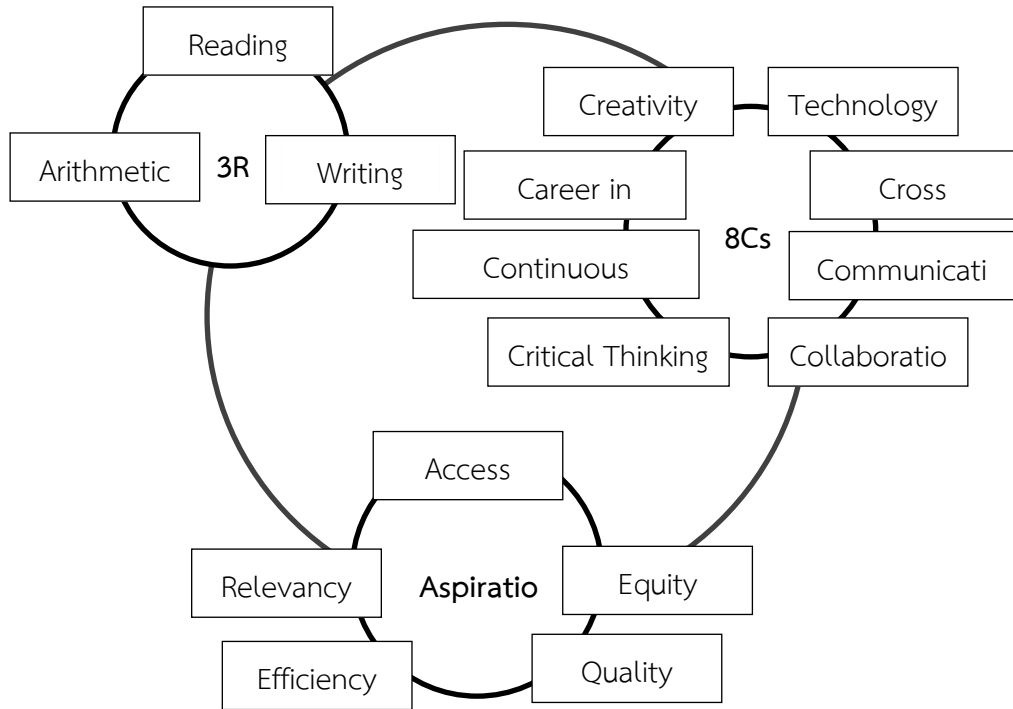 Reading
Arithmetic
3R
Writing
Creativity
Technology
Career in
Cross
8Cs
Continuous
Communicati
Critical Thinking
Collaboratio
Access
Relevancy
Aspiratio
Equity
Efficiency
Quality